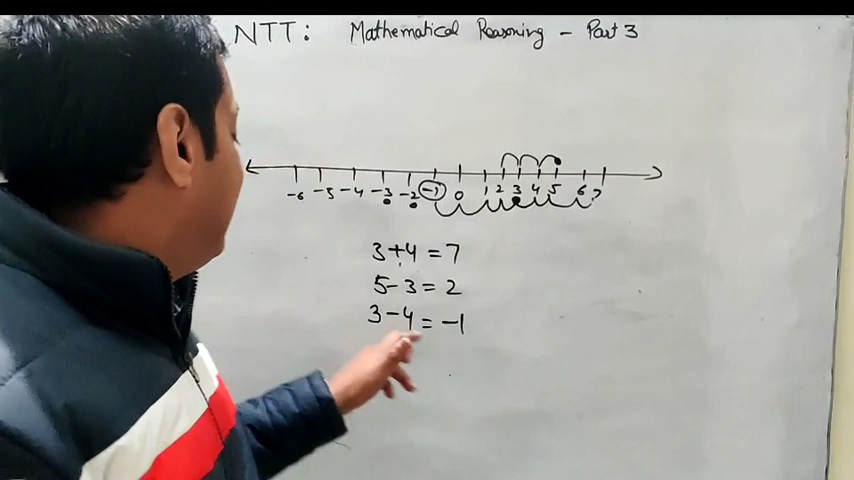 NTT: Mathematical Reasoning - Part 3
-6 -5 -4 -3 -2 -1 0 1 2 3 4 5 6 7
3+4=7
5-3=2
3-4=-1